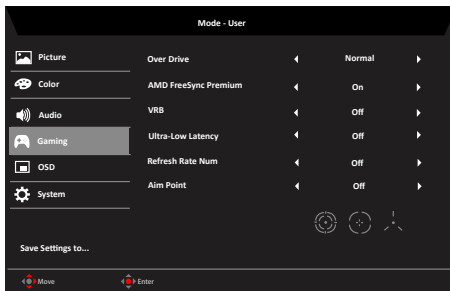 Mode - User
Picture
Color
Audio
Gaming
OSD
System
Save Settings to...
Over Drive Normal
AMD FreeSync Premium On
VRB Off
Ultra-Low Latency Off
Refresh Rate Num Off
Aim Point Off
Move Enter